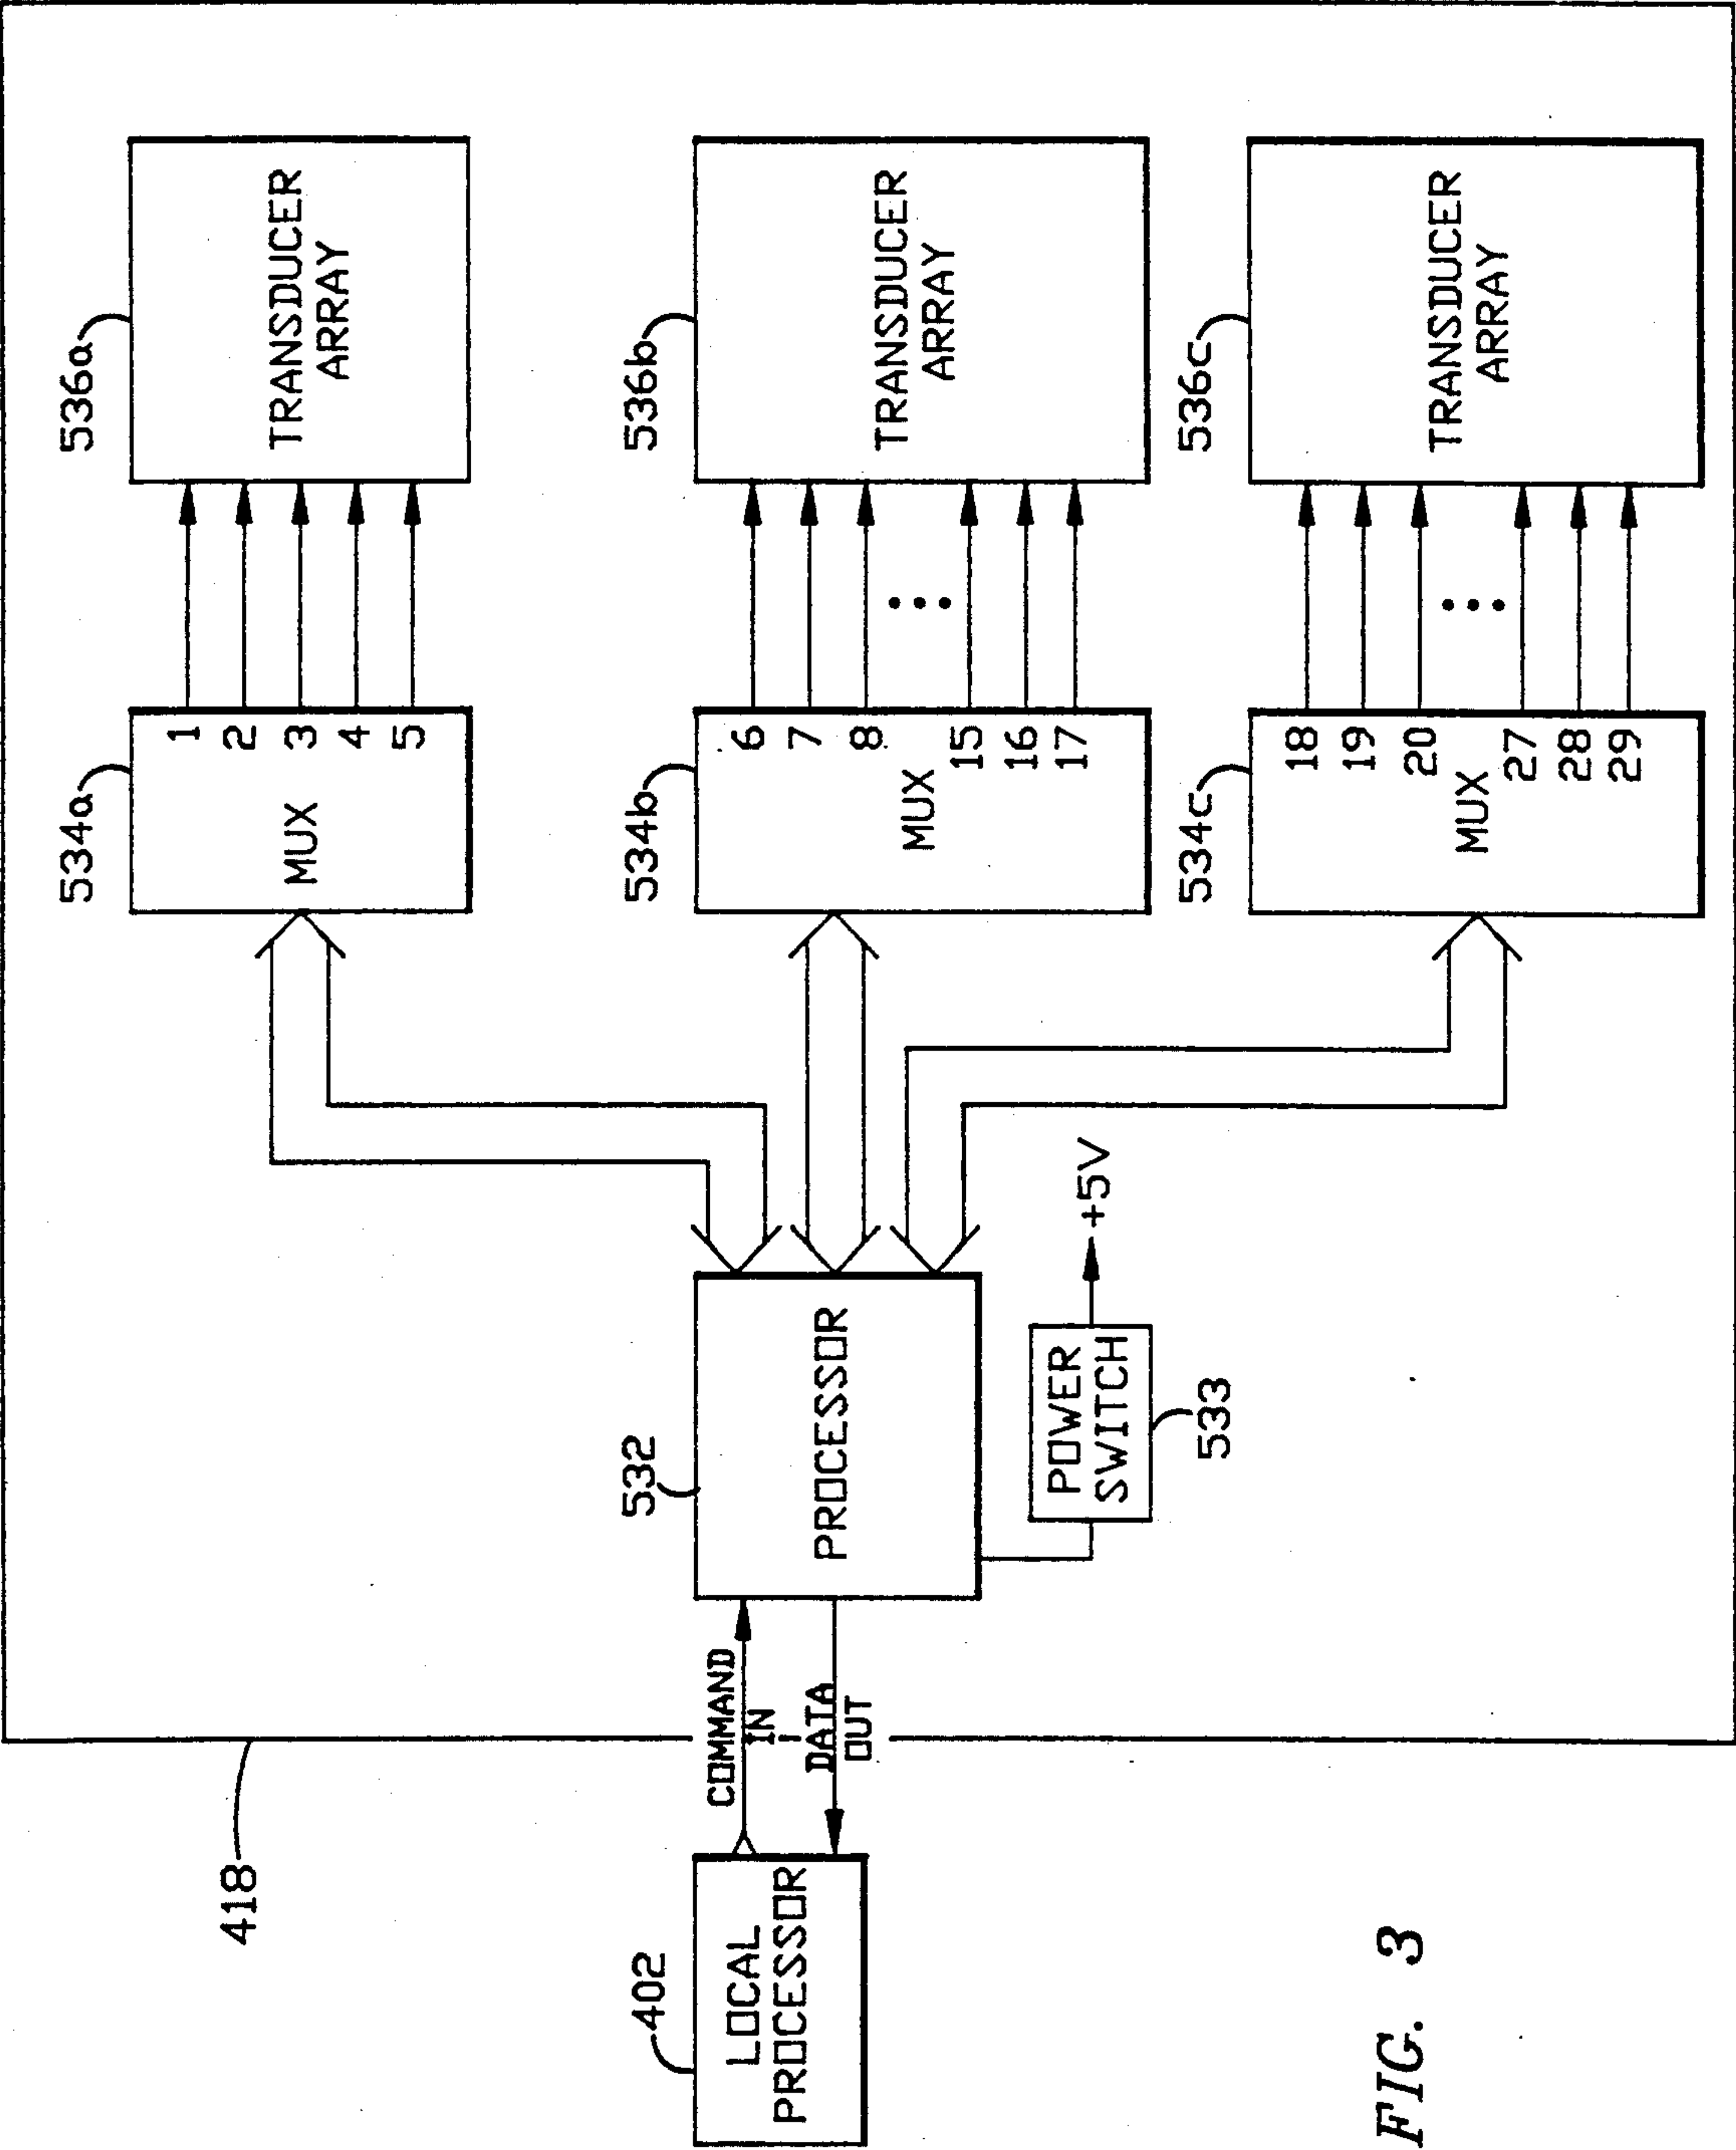 418
402
LOCAL
PROCESSOR
COMMAND
IN
DATA
OUT
532
PROCESSOR
POWER
SWITCH
533
+5V
534a
MUX
1
2
3
4
5
536a
TRANSDUCER
ARRAY
534b
MUX
6
7
8
15
16
17
536b
TRANSDUCER
ARRAY
534c
MUX
18
19
20
27
28
29
536c
TRANSDUCER
ARRAY
FIG. 3